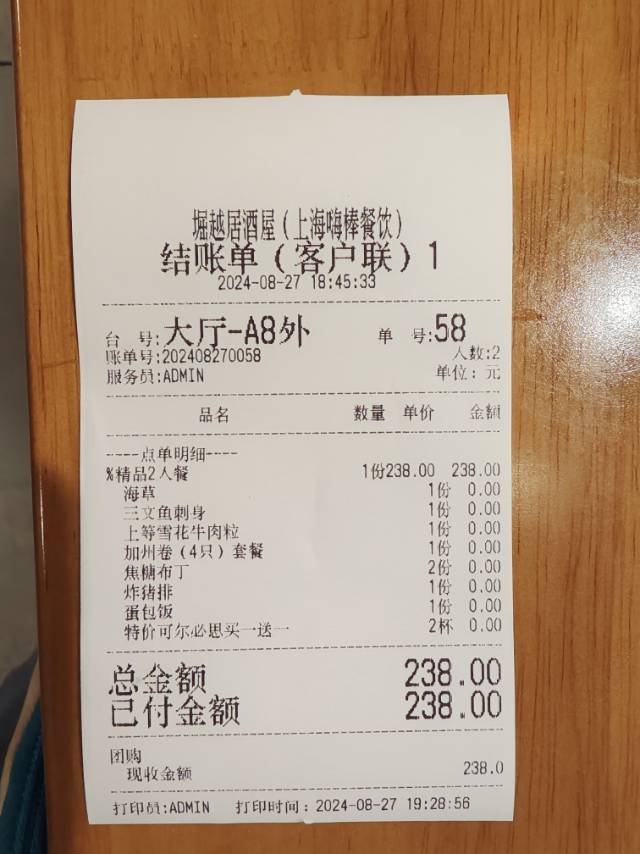 堀越居酒屋(上海嗨棒餐饮)
结账单(客户联)1
2024-08-27 18:45:33
台 号:大厅-A8外 单 号:58
账单号:202408270058 人数:2
服务员:ADMIN 单位: 元
品名 数量 单价 金额
----点单明细----
%精品2人餐 1份238.00 238.00
海草 1份 0.00
三文鱼刺身 1份 0.00
上等雪花牛肉粒 1份 0.00
加州卷(4只)套餐 1份 0.00
焦糖布丁 2份 0.00
炸猪排 1份 0.00
蛋包饭 1份 0.00
特价可尔必思买一送一 2杯 0.00
总金额 238.00
已付金额 238.00
团购
现收金额 238.0
打印员:ADMIN 打印时间:2024-08-27 19:28:56